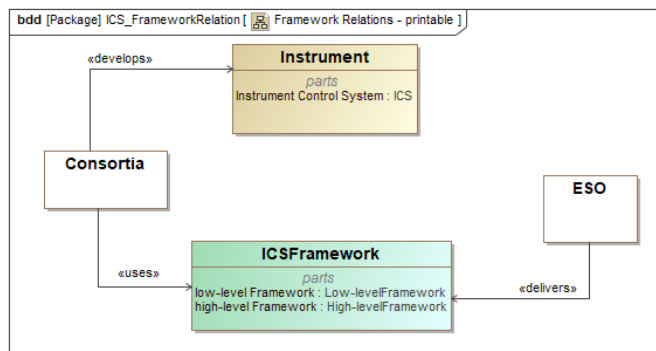 bdd [Package] ICS_FrameworkRelation [ Framework Relations - printable ]
«develops»
Instrument
parts
Instrument Control System : ICS
Consortia
ESO
ICSFramework
parts
low-level Framework : Low-levelFramework
high-level Framework : High-levelFramework
«uses»
«delivers»